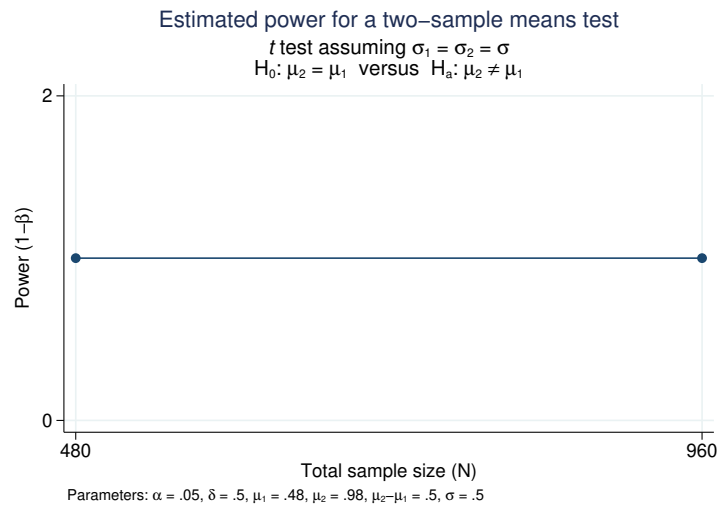 Estimated power for a two−sample means test
t test assuming σ₁ = σ₂ = σ
H₀: μ₂ = μ₁ versus Hₐ: μ₂ ≠ μ₁
2
Power (1−β)
0
480
960
Total sample size (N)
Parameters: α = .05, δ = .5, μ₁ = .48, μ₂ = .98, μ₂−μ₁ = .5, σ = .5